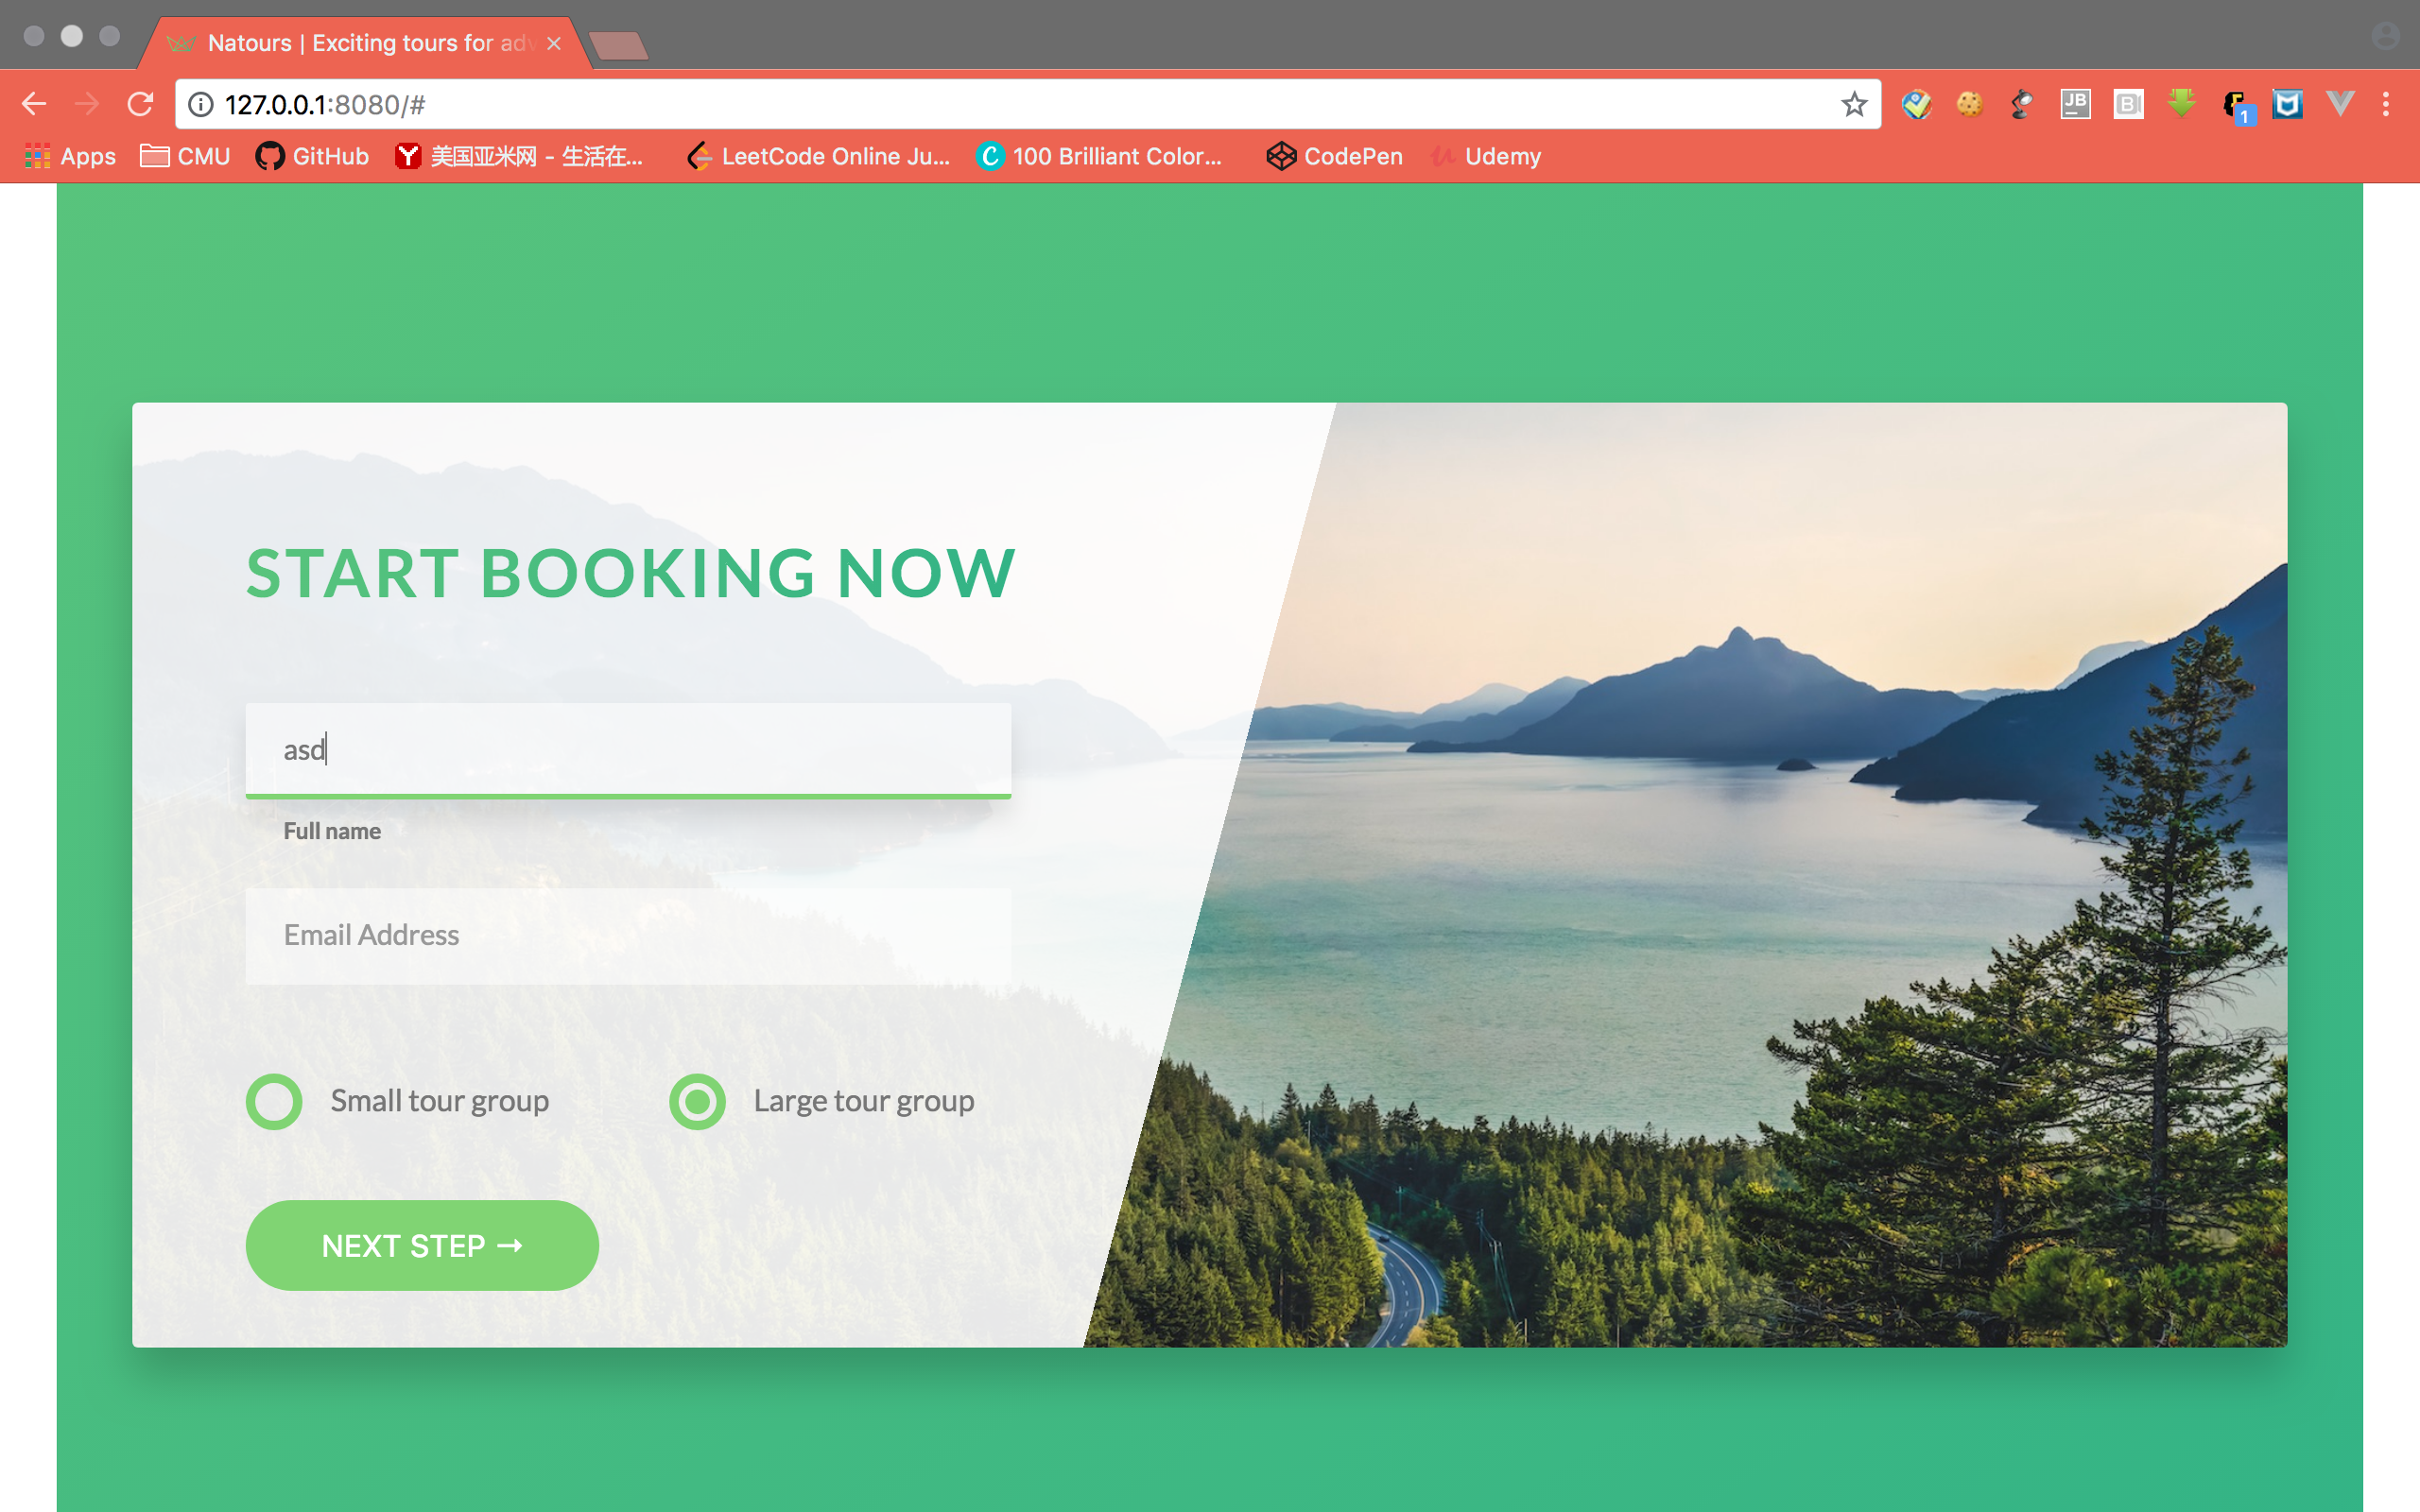 Natours | Exciting tours for adv
127.0.0.1:8080/#
JB
B
1
Apps
CMU
GitHub
Y
美国亚米网 - 生活在...
LeetCode Online Ju...
C
100 Brilliant Color...
CodePen
Udemy
START BOOKING NOW
asd
Full name
Email Address
Small tour group
Large tour group
NEXT STEP →